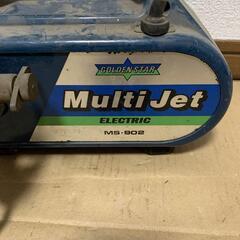 GOLDEN STAR
Multi Jet
ELECTRIC
MS-902